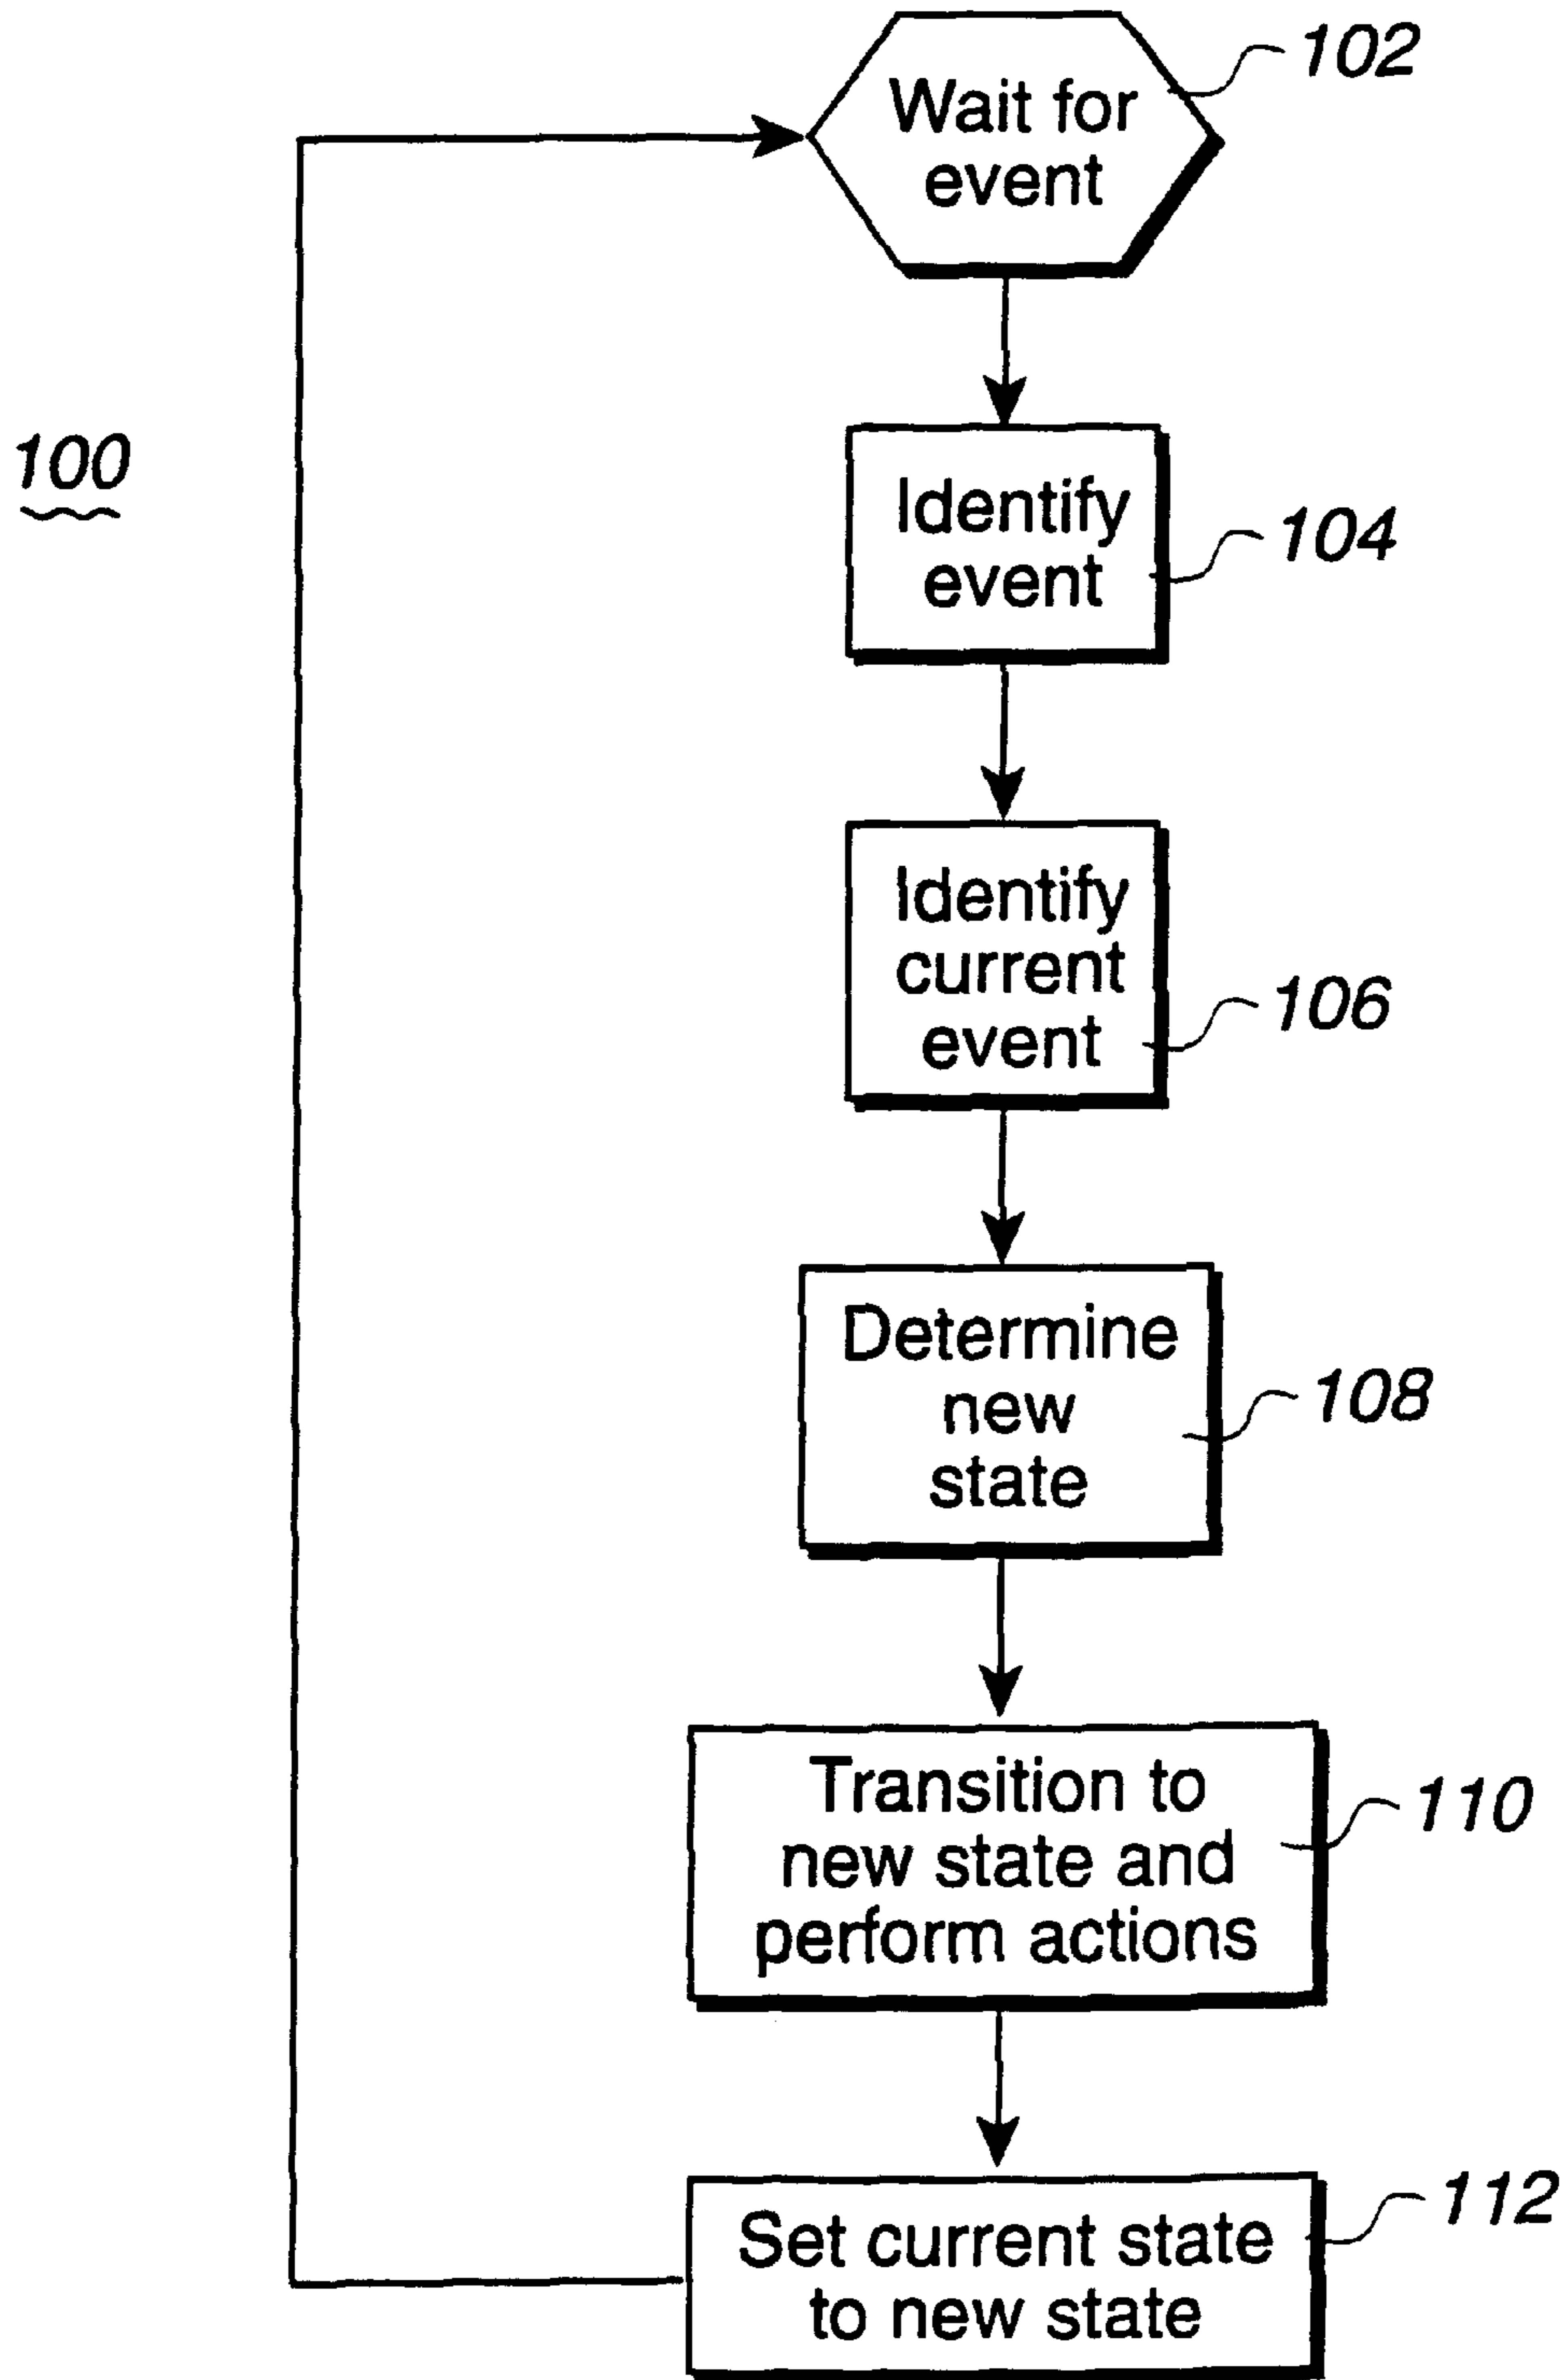 102
Wait for
event
100
Identify
event
104
Identify
current
event
106
Determine
new
state
108
Transition to
new state and
perform actions
110
Set current state
to new state
112